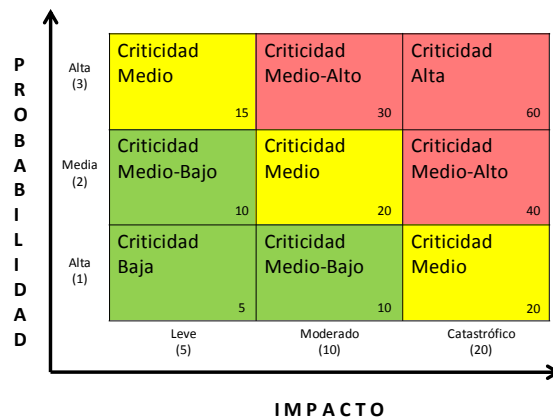 PROBABILIDAD
Alta
(3)
Criticidad
Medio
15
Criticidad
Medio-Alto
30
Criticidad
Alta
60
Media
(2)
Criticidad
Medio-Bajo
10
Criticidad
Medio
20
Criticidad
Medio-Alto
40
Alta
(1)
Criticidad
Baja
5
Criticidad
Medio-Bajo
10
Criticidad
Medio
20
Leve
(5)
Moderado
(10)
Catastrófico
(20)
IMPACTO